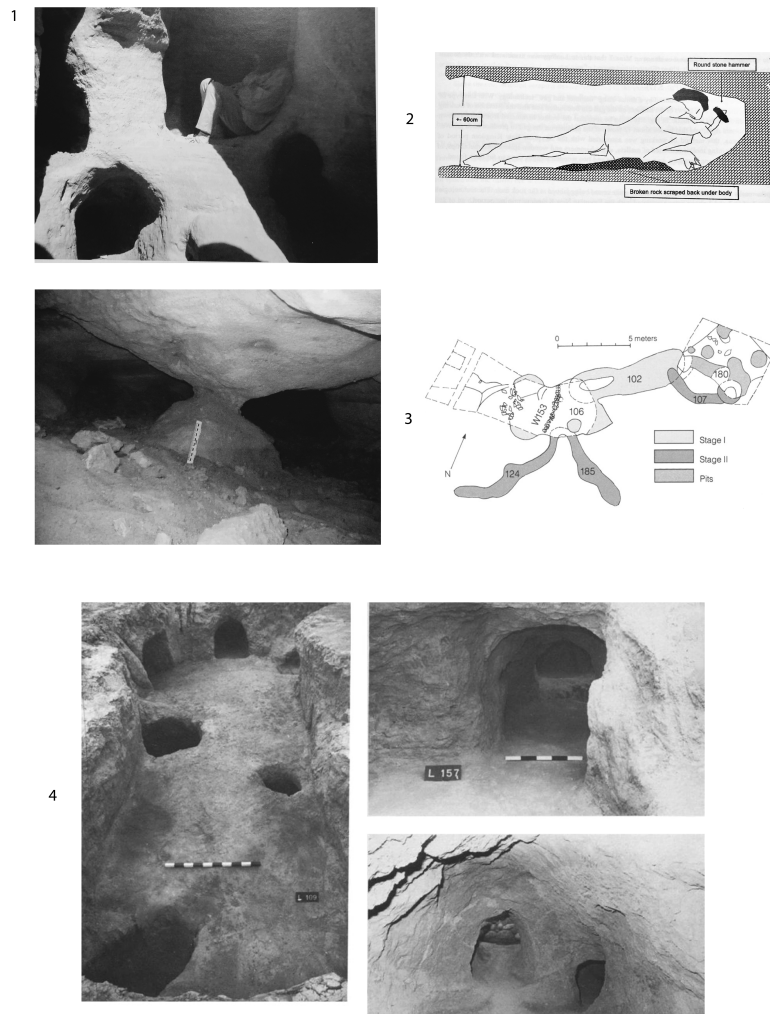 1
Round stone hammer
+- 60cm
2
Broken rock scraped back under body
0 5 meters
102
180
107
W153
106
3
N
124
185
Stage I
Stage II
Pits
4
L 109
L 157